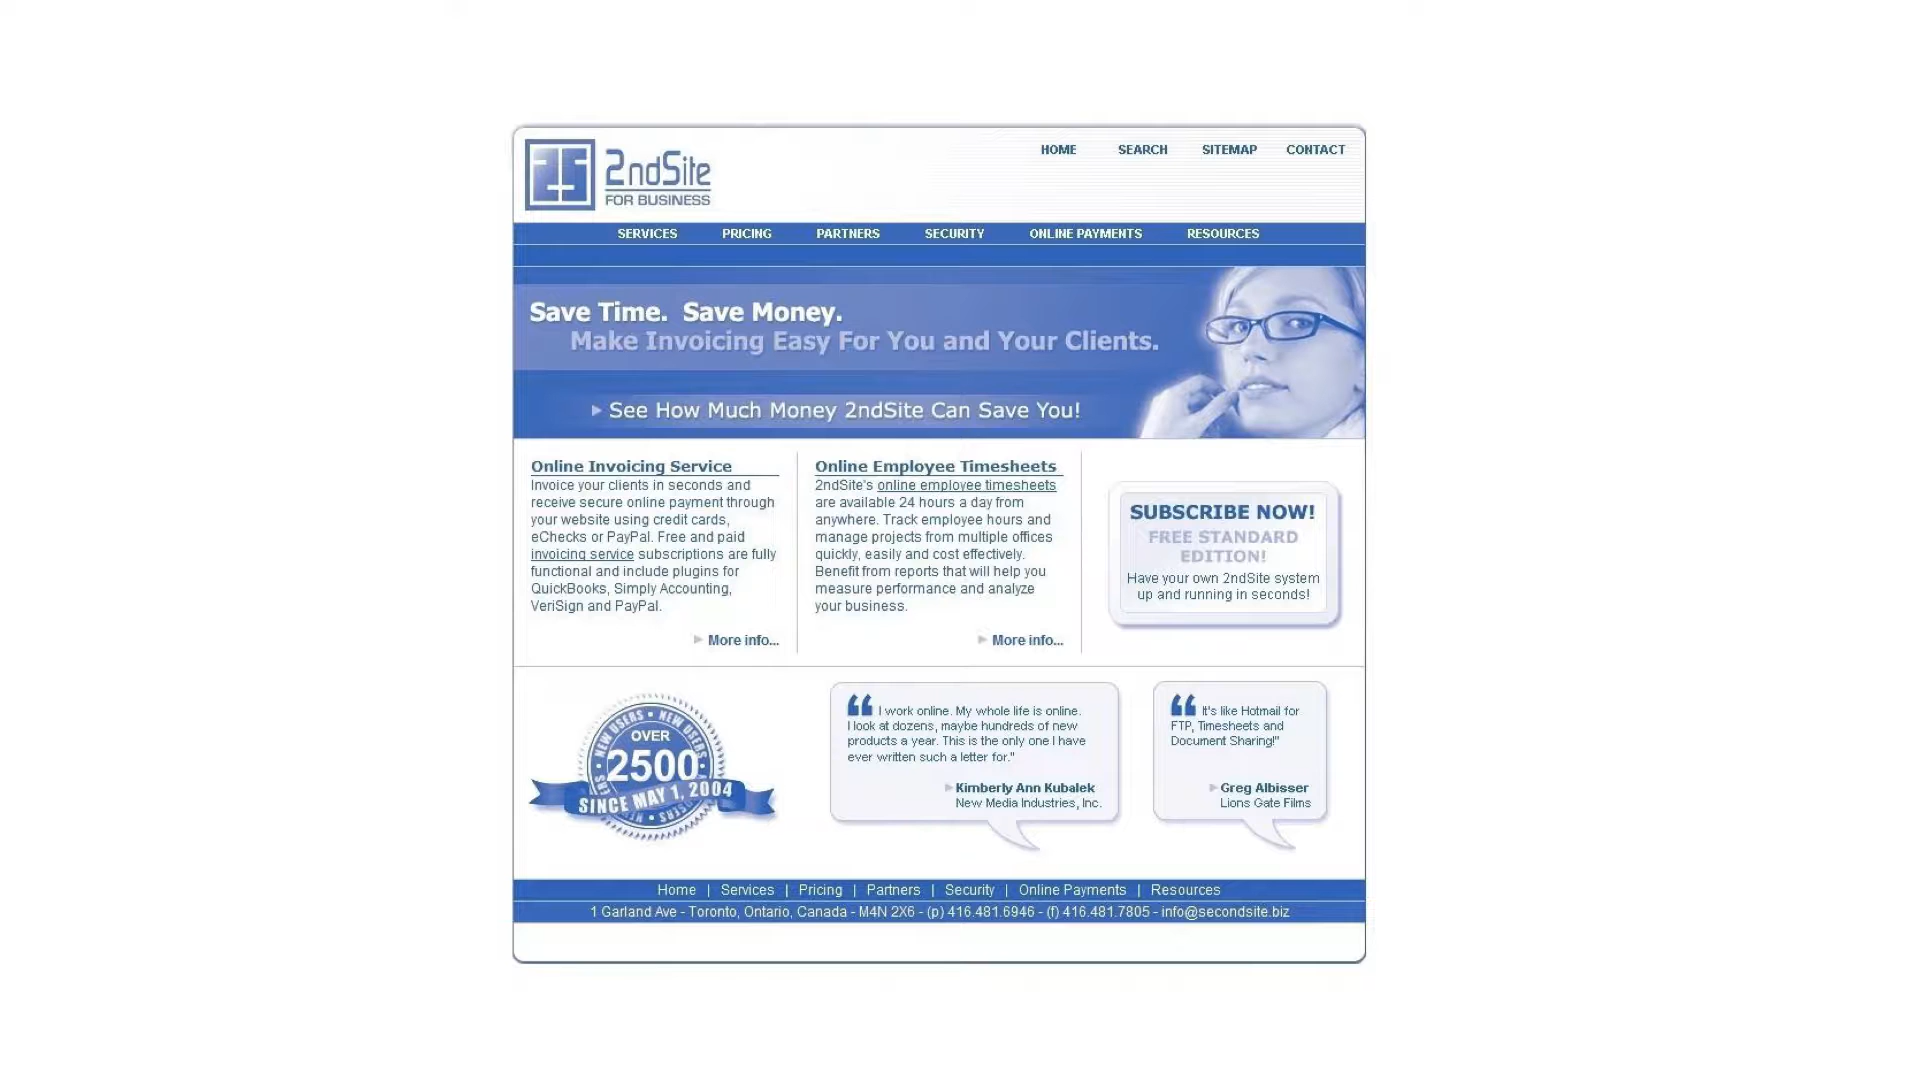 2ndSite
FOR BUSINESS
HOME SEARCH SITEMAP CONTACT
SERVICES PRICING PARTNERS SECURITY ONLINE PAYMENTS RESOURCES
Save Time. Save Money.
Make Invoicing Easy For You and Your Clients.
See How Much Money 2ndSite Can Save You!
Online Invoicing Service
Invoice your clients in seconds and
receive secure online payment through
your website using credit cards,
eChecks or PayPal. Free and paid
invoicing service subscriptions are fully
functional and include plugins for
QuickBooks, Simply Accounting,
VeriSign and PayPal.
More info...
Online Employee Timesheets
2ndSite's online employee timesheets
are available 24 hours a day from
anywhere. Track employee hours and
manage projects from multiple offices
quickly, easily and cost effectively.
Benefit from reports that will help you
measure performance and analyze
your business.
More info...
SUBSCRIBE NOW!
FREE STANDARD
EDITION!
Have your own 2ndSite system
up and running in seconds!
NEW USERS • NEW USERS
OVER
2500
SINCE MAY 1, 2004
“ I work online. My whole life is online.
I look at dozens, maybe hundreds of new
products a year. This is the only one I have
ever written such a letter for."
Kimberly Ann Kubalek
New Media Industries, Inc.
“ It's like Hotmail for
FTP, Timesheets and
Document Sharing!"
Greg Albisser
Lions Gate Films
Home | Services | Pricing | Partners | Security | Online Payments | Resources
1 Garland Ave - Toronto, Ontario, Canada - M4N 2X6 - (p) 416.481.6946 - (f) 416.481.7805 - info@secondsite.biz